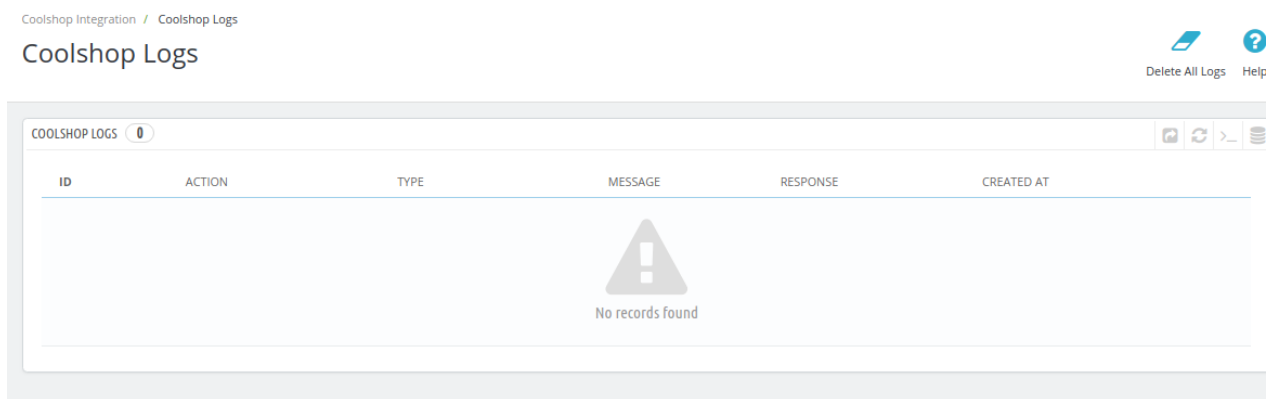 Coolshop Integration / Coolshop Logs
Coolshop Logs
Delete All Logs Help
COOLSHOP LOGS 0
ID ACTION TYPE MESSAGE RESPONSE CREATED AT
No records found